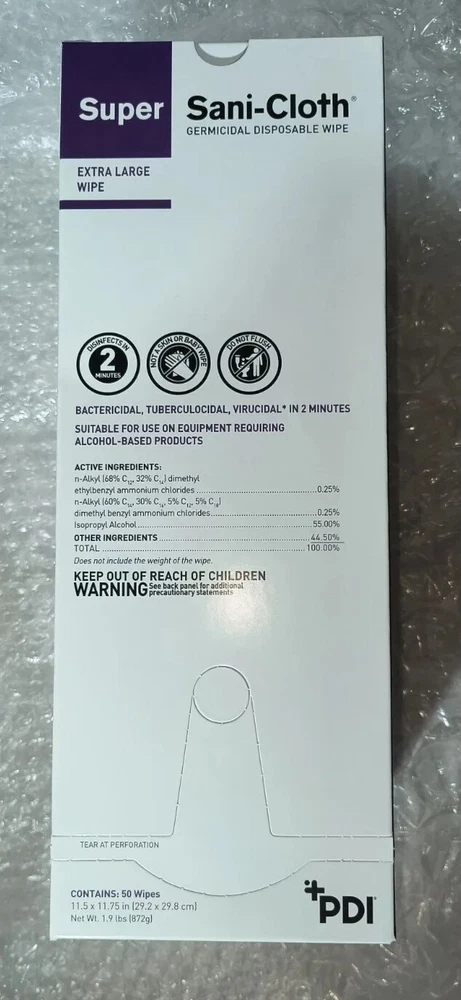 Super
Sani-Cloth®
GERMICIDAL DISPOSABLE WIPE
EXTRA LARGE
WIPE
DISINFECTS IN
2
MINUTES
NOT A SKIN OR BABY WIPE
DO NOT FLUSH
BACTERICIDAL, TUBERCULOCIDAL, VIRUCIDAL* IN 2 MINUTES
SUITABLE FOR USE ON EQUIPMENT REQUIRING
ALCOHOL-BASED PRODUCTS
ACTIVE INGREDIENTS:
n-Alkyl (68% C₁₂, 32% C₁₄) dimethyl
ethylbenzyl ammonium chlorides 0.25%
n-Alkyl (60% C₁₄, 30% C₁₆, 5% C₁₂, 5% C₁₈)
dimethyl benzyl ammonium chlorides 0.25%
Isopropyl Alcohol 55.00%
OTHER INGREDIENTS 44.50%
TOTAL 100.00%
Does not include the weight of the wipe.
KEEP OUT OF REACH OF CHILDREN
WARNING See back panel for additional
precautionary statements
TEAR AT PERFORATION
CONTAINS: 50 Wipes
11.5 x 11.75 in (29.2 x 29.8 cm)
Net Wt. 1.9 lbs (872g)
PDI